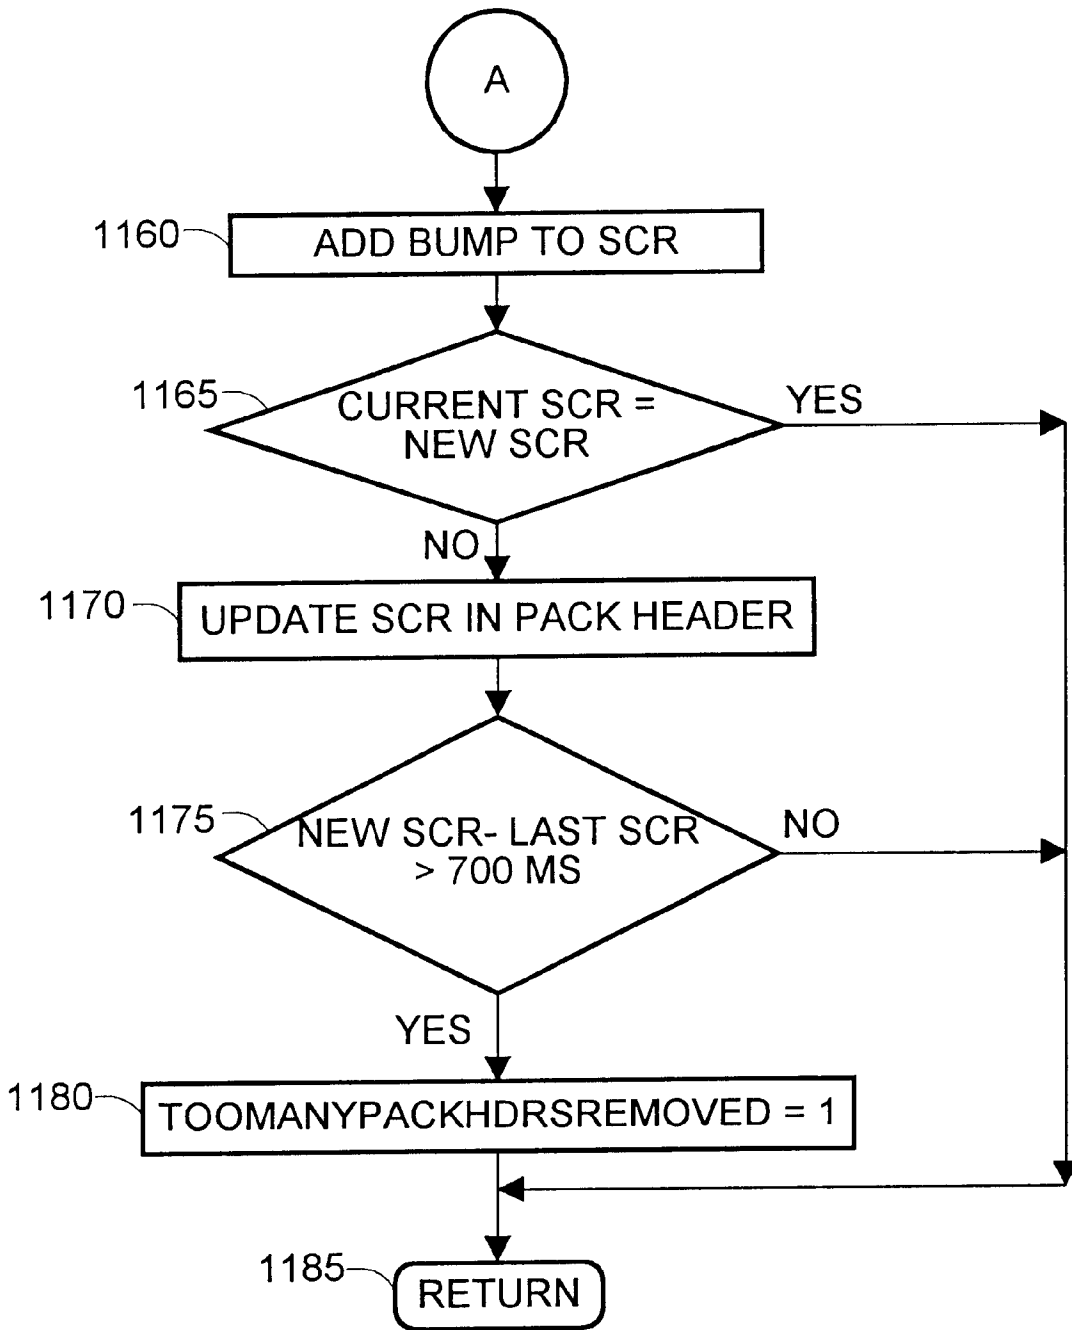 A
1160
ADD BUMP TO SCR
1165
CURRENT SCR =
NEW SCR
YES
NO
1170
UPDATE SCR IN PACK HEADER
1175
NEW SCR- LAST SCR
> 700 MS
NO
YES
1180
TOOMANYPACKHDRSREMOVED = 1
1185
RETURN